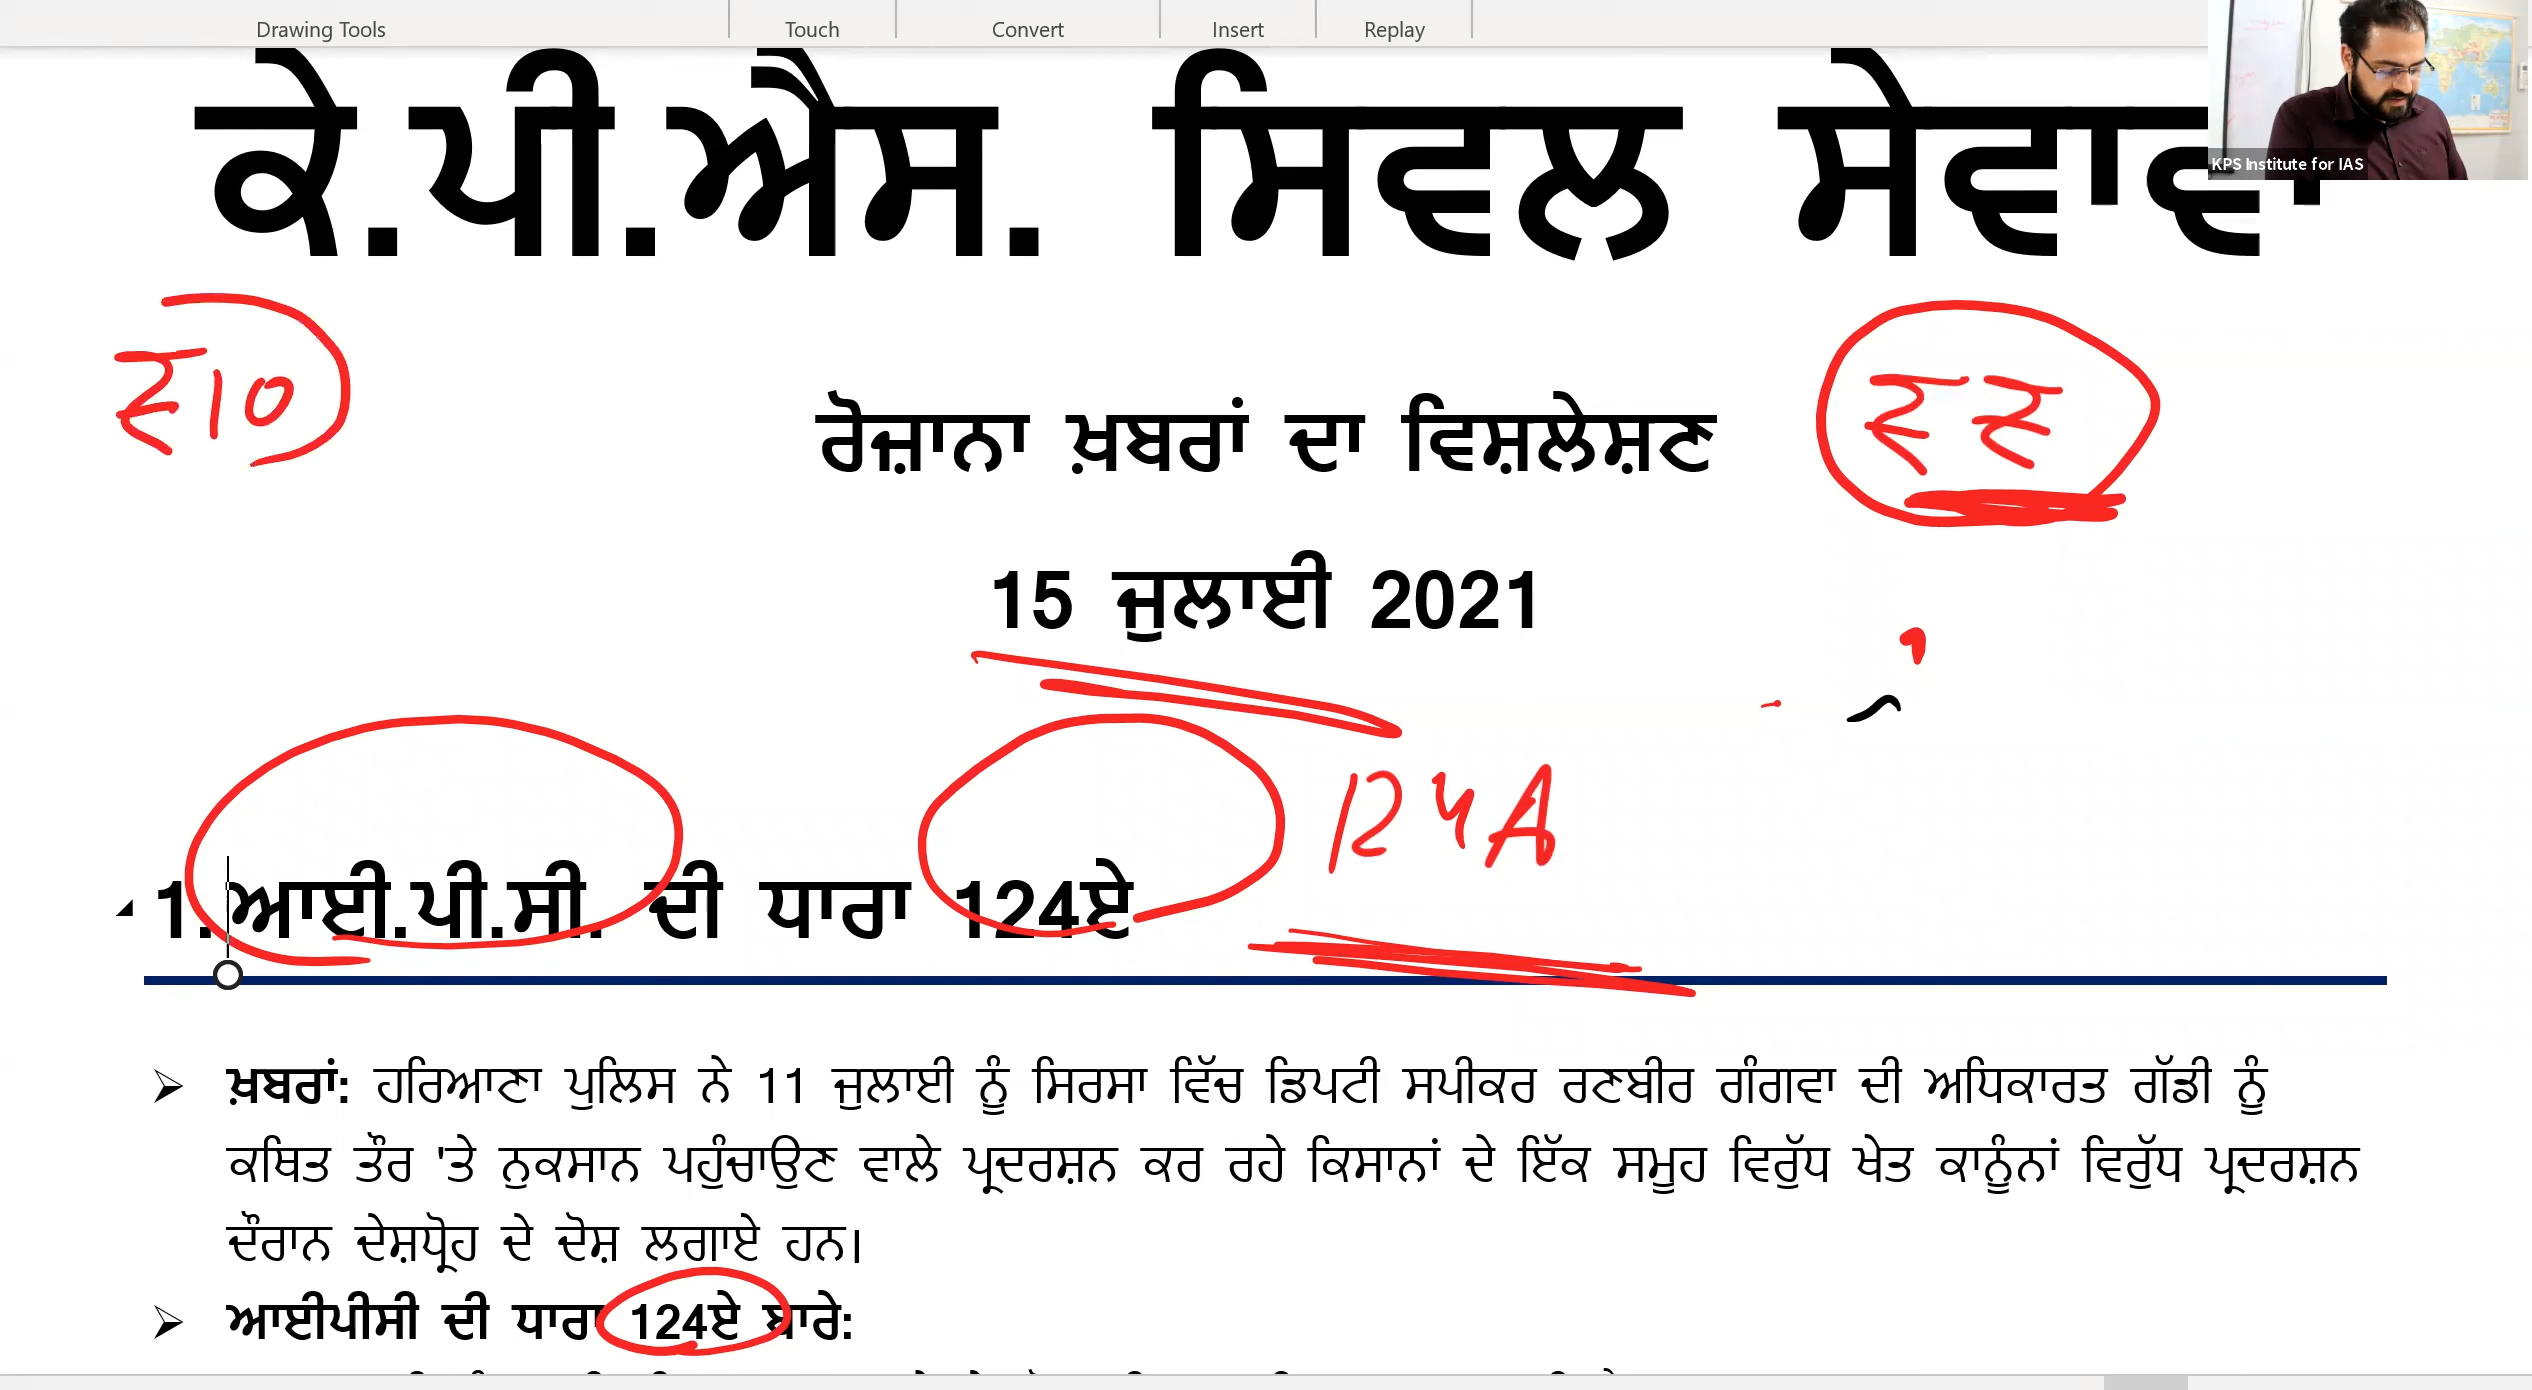 Drawing Tools Touch Convert Insert Replay
ਕੇ.ਪੀ.ਐਸ. ਸਿਵਲ ਸੇਵਾਵਾ
KPS Institute for IAS
₹10
ਰੋਜ਼ਾਨਾ ਖ਼ਬਰਾਂ ਦਾ ਵਿਸ਼ਲੇਸ਼ਣ
15 ਜੁਲਾਈ 2021
124A
1. ਆਈ.ਪੀ.ਸੀ. ਦੀ ਧਾਰਾ 124ਏ
ਖ਼ਬਰਾਂ: ਹਰਿਆਣਾ ਪੁਲਿਸ ਨੇ 11 ਜੁਲਾਈ ਨੂੰ ਸਿਰਸਾ ਵਿੱਚ ਡਿਪਟੀ ਸਪੀਕਰ ਰਣਬੀਰ ਗੰਗਵਾ ਦੀ ਅਧਿਕਾਰਤ ਗੱਡੀ ਨੂੰ
ਕਥਿਤ ਤੌਰ 'ਤੇ ਨੁਕਸਾਨ ਪਹੁੰਚਾਉਣ ਵਾਲੇ ਪ੍ਰਦਰਸ਼ਨ ਕਰ ਰਹੇ ਕਿਸਾਨਾਂ ਦੇ ਇੱਕ ਸਮੂਹ ਵਿਰੁੱਧ ਖੇਤ ਕਾਨੂੰਨਾਂ ਵਿਰੁੱਧ ਪ੍ਰਦਰਸ਼ਨ
ਦੌਰਾਨ ਦੇਸ਼ਧ੍ਰੋਹ ਦੇ ਦੋਸ਼ ਲਗਾਏ ਹਨ।
ਆਈਪੀਸੀ ਦੀ ਧਾਰਾ 124ਏ ਬਾਰੇ: